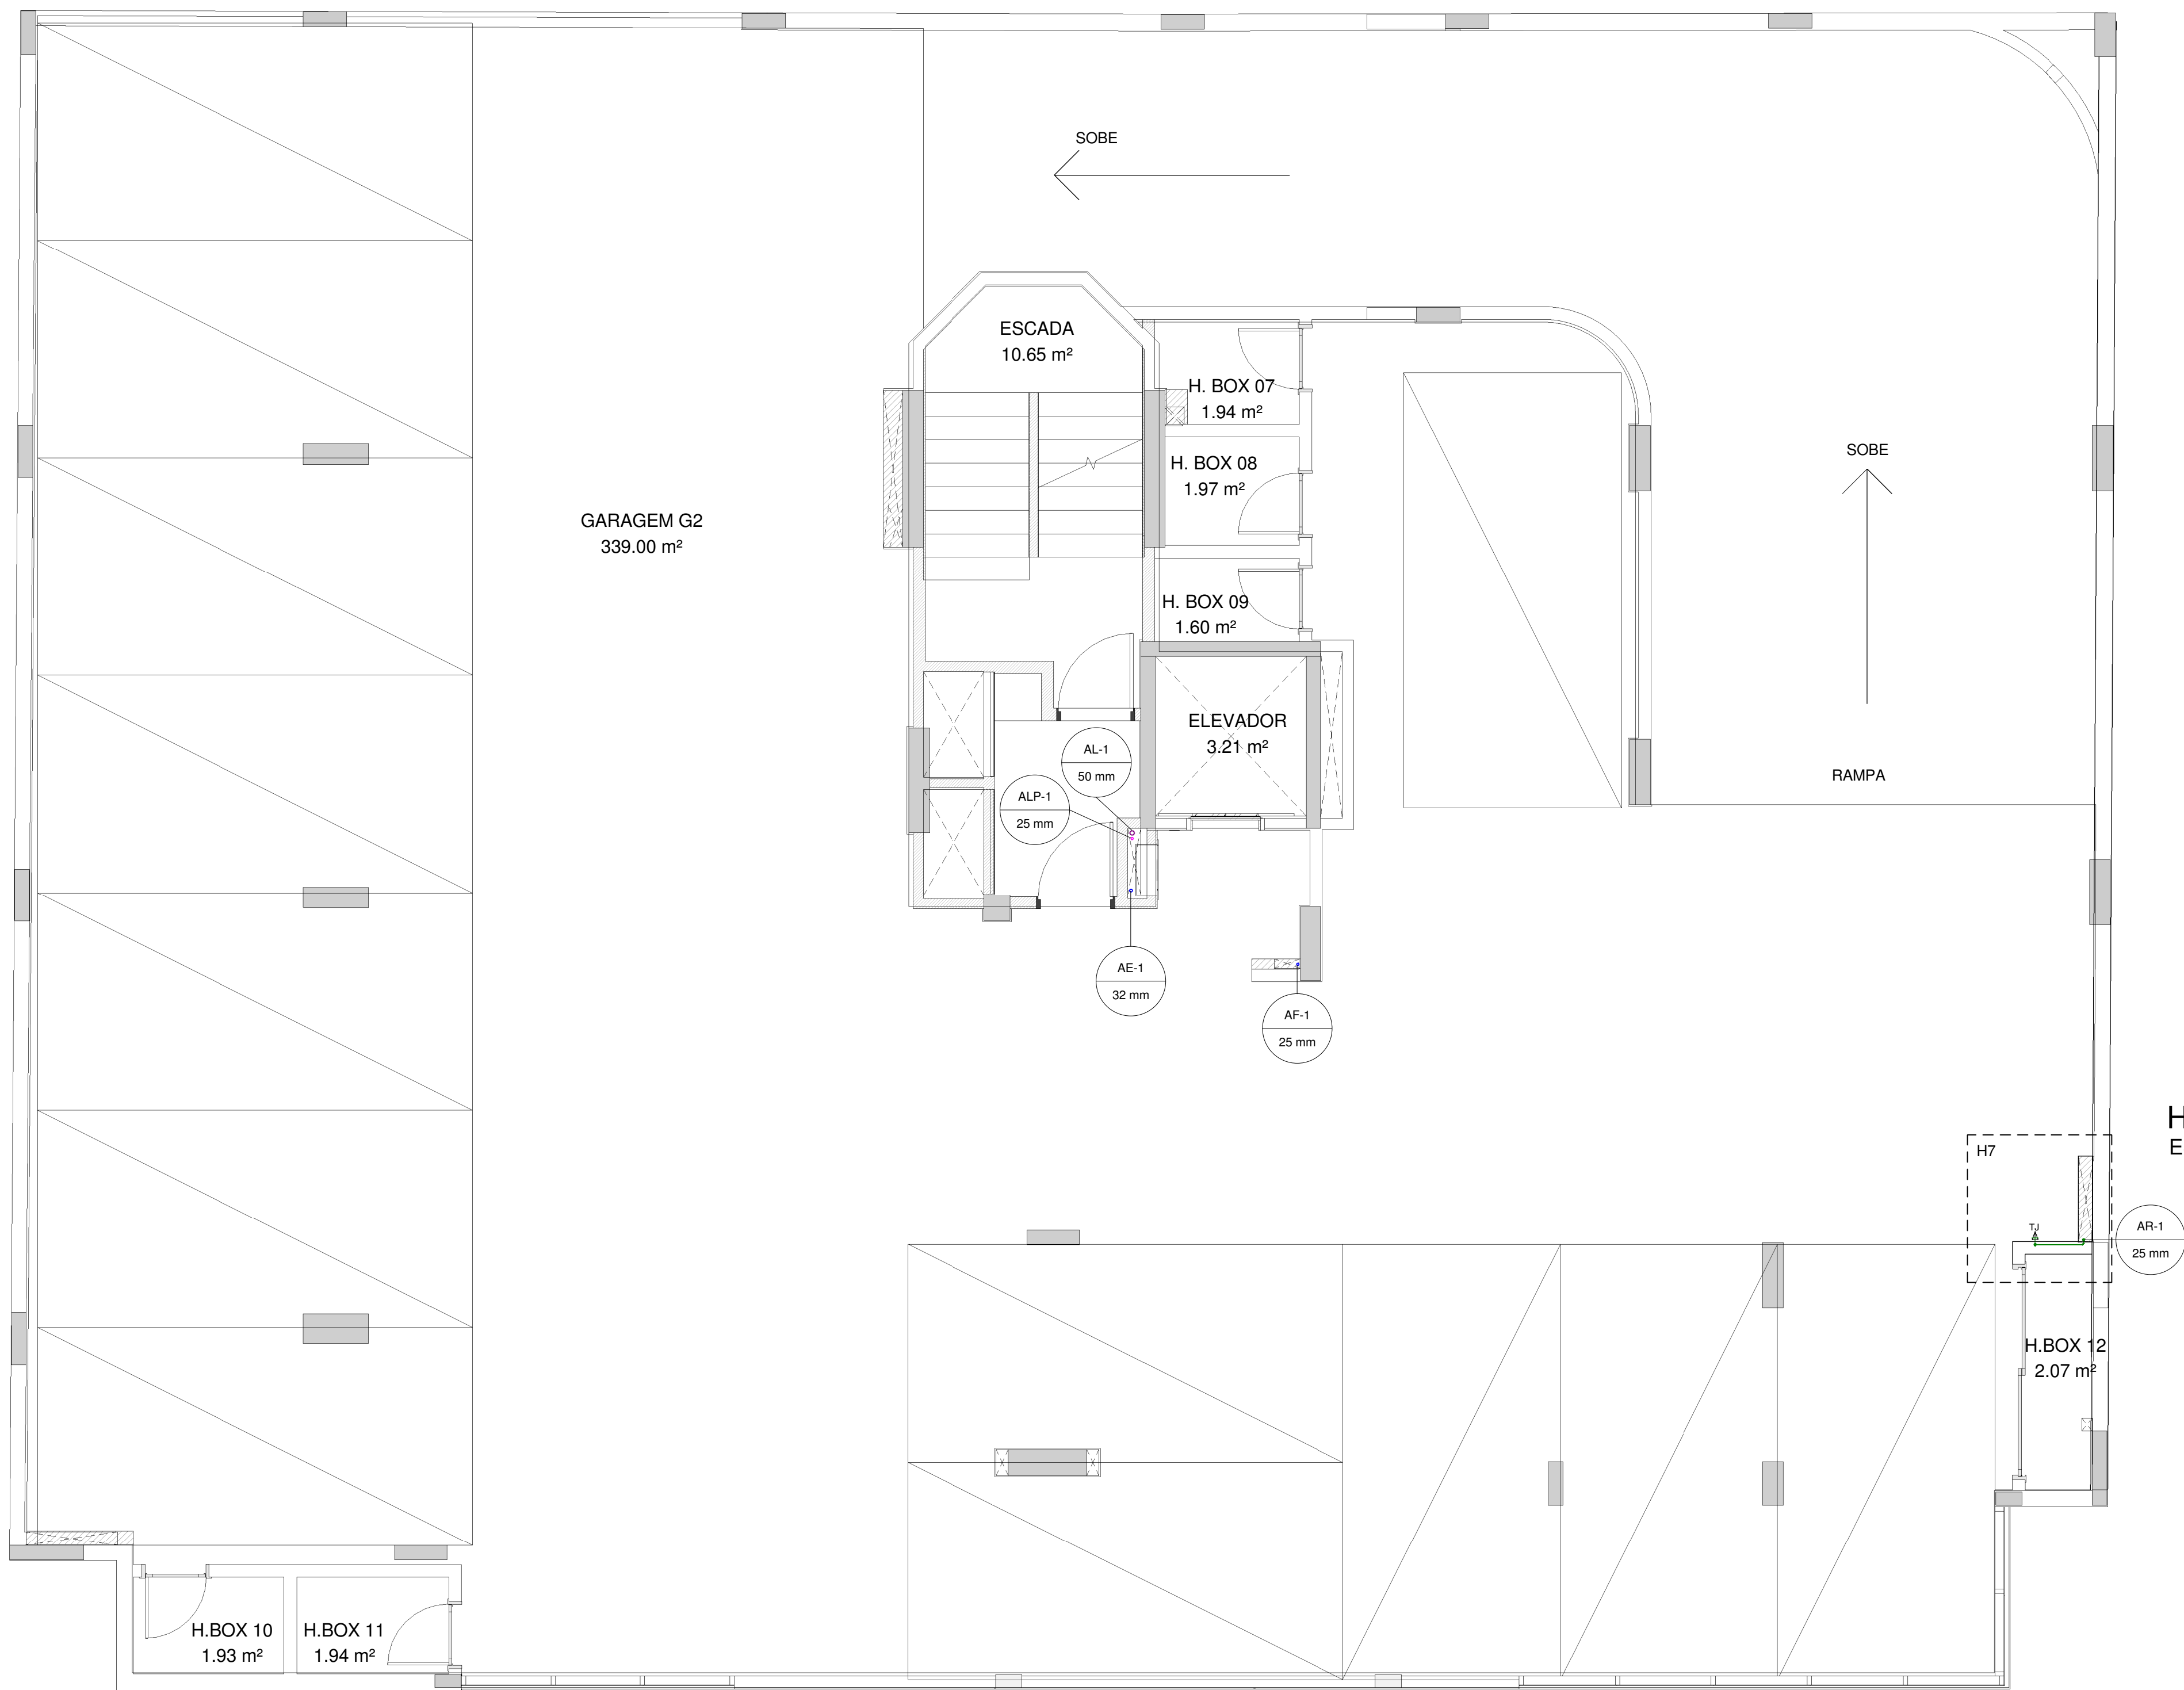 SOBE
ESCADA
10.65 m²
H. BOX 07
1.94 m²
SOBE
H. BOX 08
1.97 m²
GARAGEM G2
339.00 m²
H. BOX 09
1.60 m²
ELEVADOR
3.21 m²
AL-1
50 mm
RAMPA
ALP-1
25 mm
AE-1
32 mm
AF-1
25 mm
H
E
H7
TJ
AR-1
25 mm
H.BOX 12
2.07 m²
H.BOX 10
1.93 m²
H.BOX 11
1.94 m²